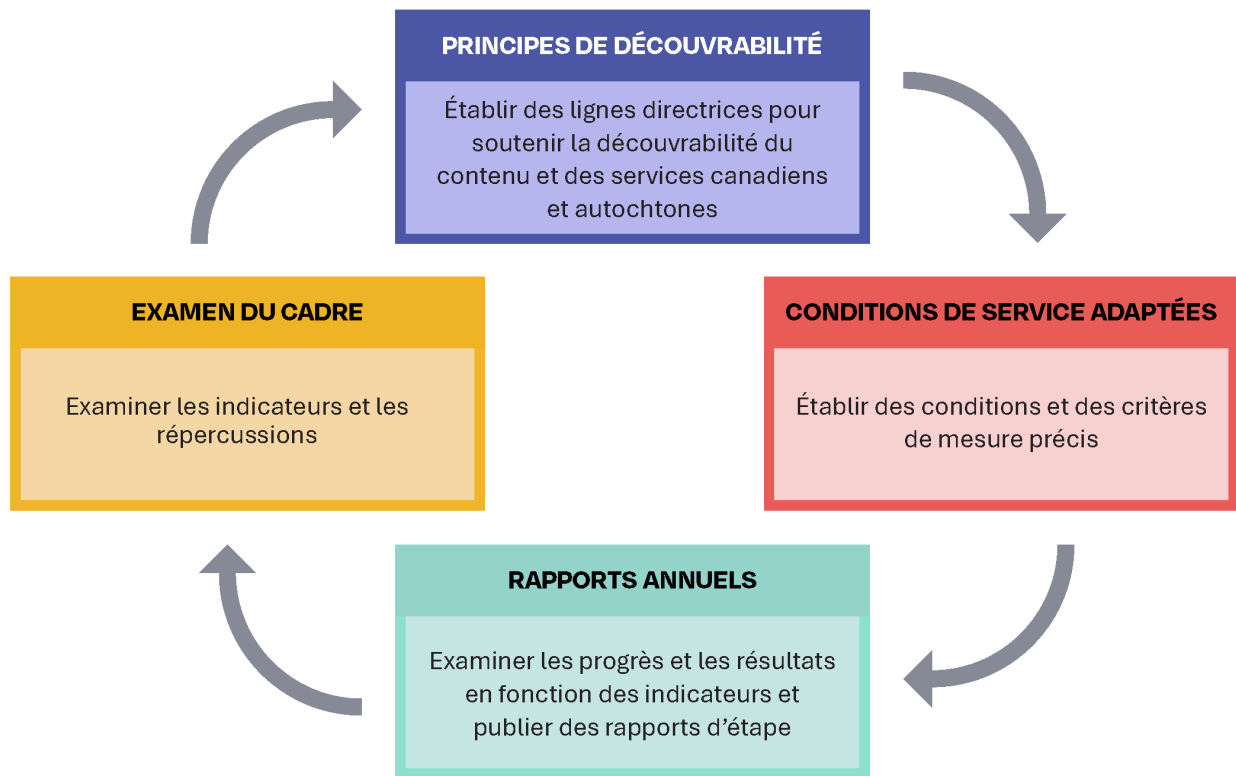 PRINCIPES DE DÉCOUVRABILITÉ
Établir des lignes directrices pour
soutenir la découvrabilité du
contenu et des services canadiens
et autochtones
CONDITIONS DE SERVICE ADAPTÉES
Établir des conditions et des critères
de mesure précis
RAPPORTS ANNUELS
Examiner les progrès et les résultats
en fonction des indicateurs et
publier des rapports d’étape
EXAMEN DU CADRE
Examiner les indicateurs et les
répercussions